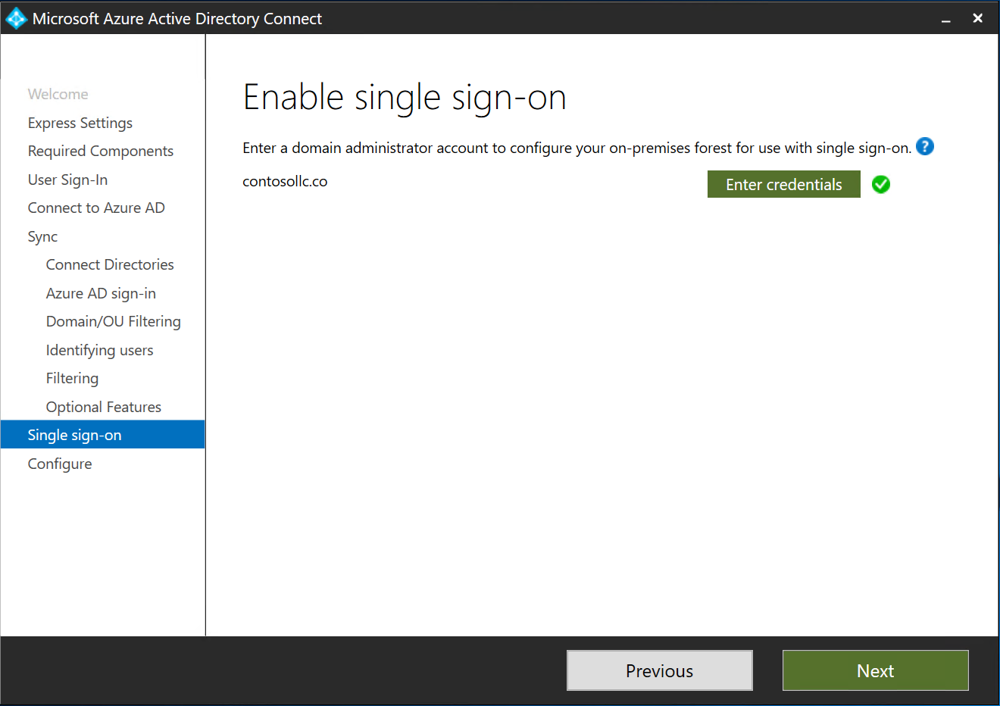 Microsoft Azure Active Directory Connect
Welcome
Express Settings
Required Components
User Sign-In
Connect to Azure AD
Sync
Connect Directories
Azure AD sign-in
Domain/OU Filtering
Identifying users
Filtering
Optional Features
Single sign-on
Configure
Enable single sign-on
Enter a domain administrator account to configure your on-premises forest for use with single sign-on. ?
contosollc.co
Enter credentials
Previous
Next